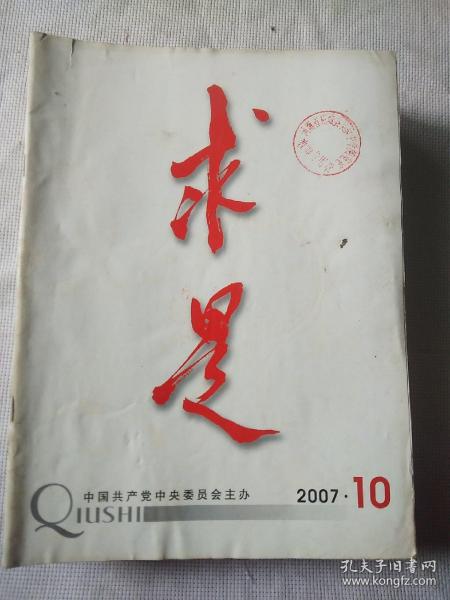 求是
中国共产党中央委员会主办
QIUSHI
2007·10
孔夫子旧书网
www.kongfz.com